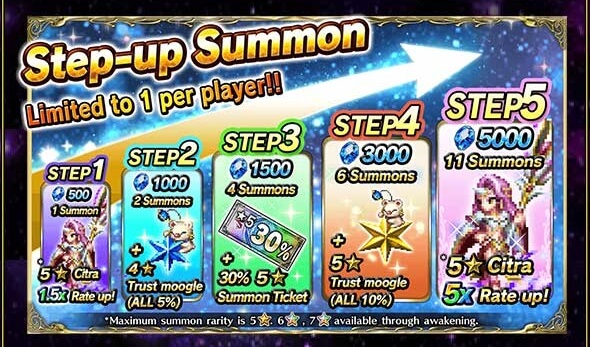 Step-up Summon
Limited to 1 per player!!
STEP1
500
1 Summon
5★ Citra
1.5x Rate up!
STEP2
1000
2 Summons
+
4★
Trust moogle
(ALL 5%)
STEP3
1500
4 Summons
★5 30%
+
30% 5★
Summon Ticket
STEP4
3000
6 Summons
+
5★
Trust moogle
(ALL 10%)
STEP5
5000
11 Summons
5★ Citra
5x Rate up!
*Maximum summon rarity is 5★. 6★, 7★ available through awakening.